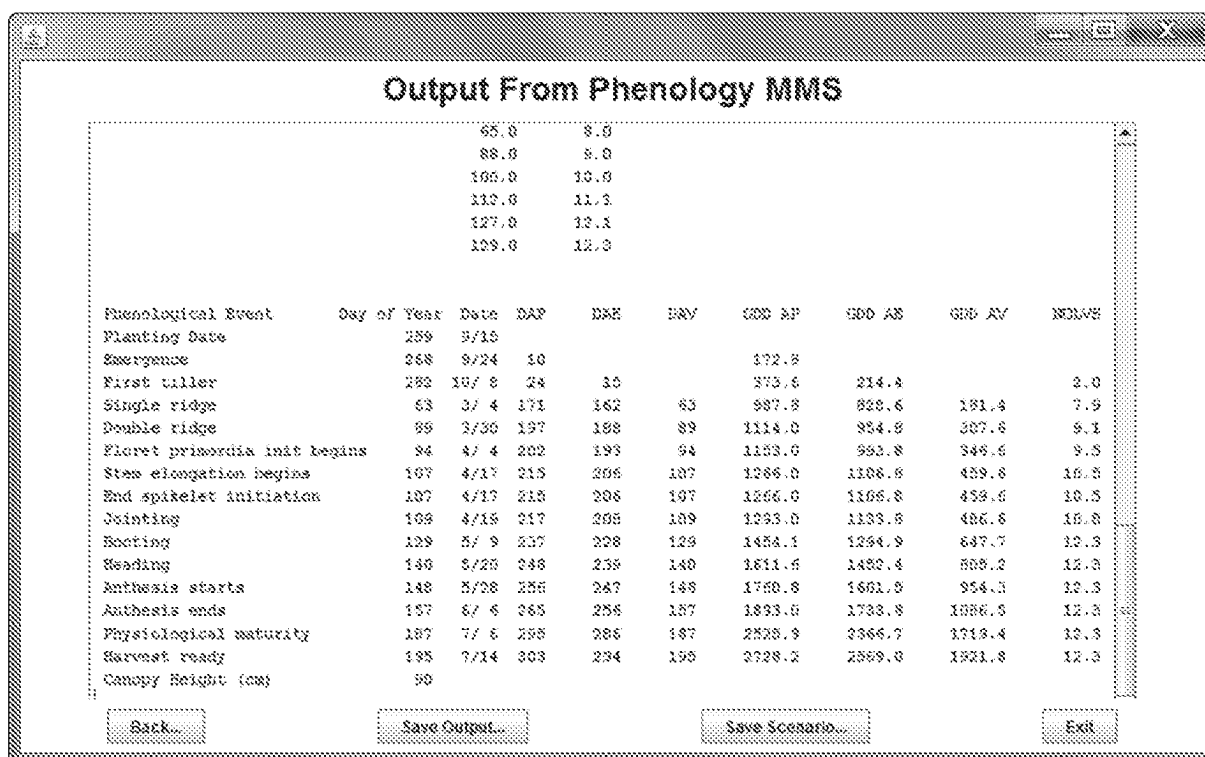 Output From Phenology MMS
65.0 8.0
88.0 9.0
100.0 10.0
112.0 11.1
127.0 12.1
129.0 12.3
Phenological Event Day of Year Date DAP DAE DAV GDD AP GDD AE GDD AV NOLVS
Planting Date 259 9/15
Emergence 268 9/24 10 172.8
First tiller 282 10/ 8 24 15 373.6 214.4
Single ridge 63 3/ 4 171 162 63 987.8 828.6 181.4 7.9
Double ridge 89 3/30 197 188 89 1114.0 954.8 307.6 9.1
Floret primordia init begins 94 4/ 4 202 193 94 1153.0 993.8 346.6 9.5
Stem elongation begins 107 4/17 215 206 107 1266.0 1106.8 459.6 10.5
End spikelet initiation 107 4/17 215 206 107 1266.0 1106.8 459.6 10.5
Jointing 109 4/19 217 208 109 1293.0 1133.8 486.6 10.8
Booting 129 5/ 9 237 228 129 1454.1 1294.9 647.7 12.3
Heading 140 5/20 248 239 140 1611.6 1452.4 805.2 12.3
Anthesis starts 148 5/28 256 247 148 1760.8 1601.5 954.3 12.3
Anthesis ends 157 6/ 6 265 256 157 1893.0 1733.8 1086.5 12.3
Physiological maturity 187 7/ 6 295 286 187 2525.9 2366.7 1719.4 12.3
Harvest ready 195 7/14 303 294 195 2728.2 2569.0 1921.8 12.3
Canopy Height (cm) 90
Back... Save Output... Save Scenario... Exit